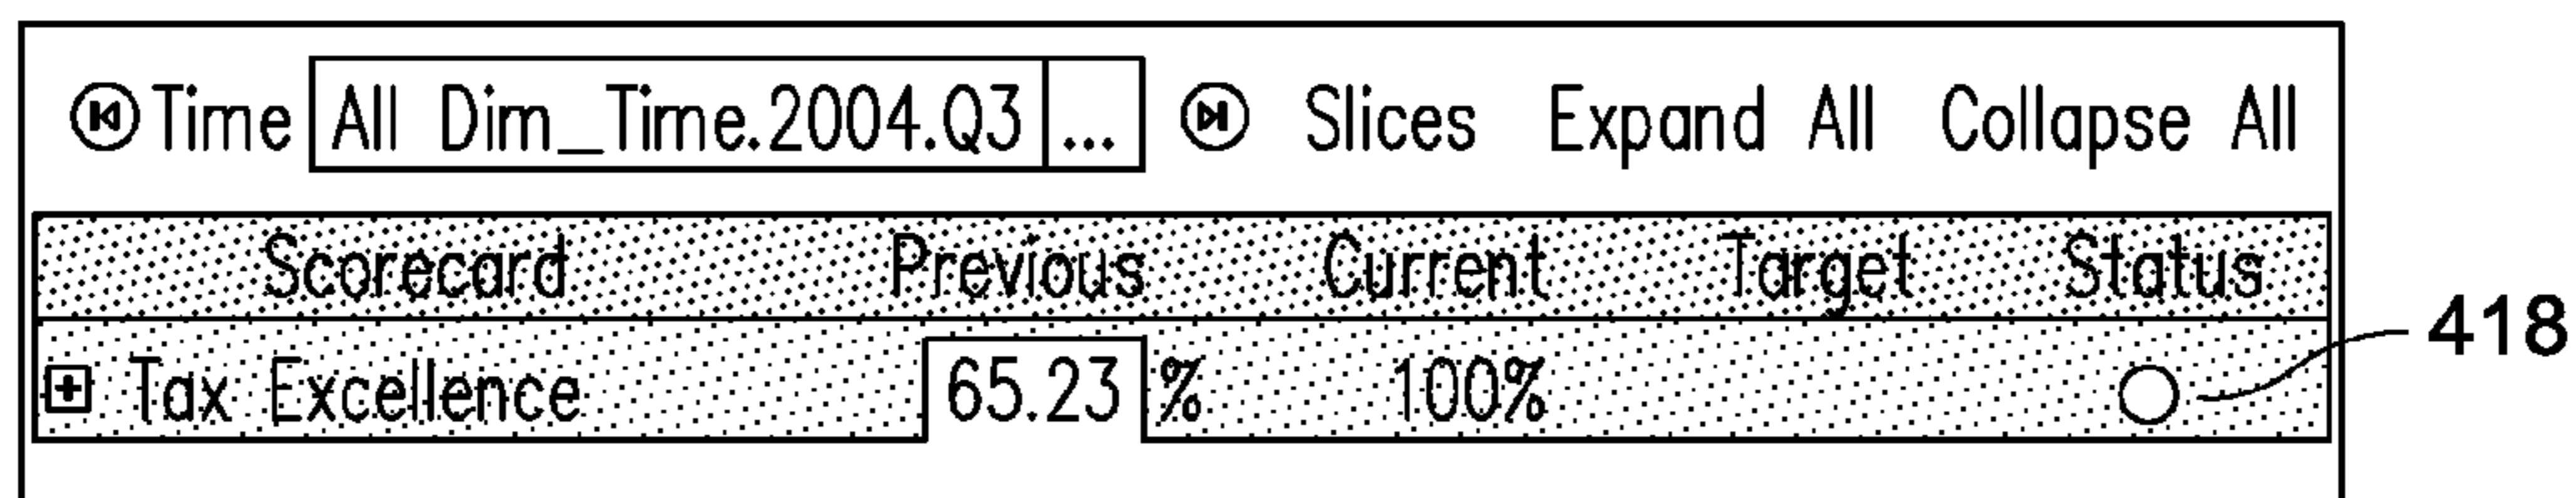 Time All Dim_Time.2004.Q3 ... Slices Expand All Collapse All
Scorecard Previous Current Target Status
Tax Excellence 65.23 % 100%
418